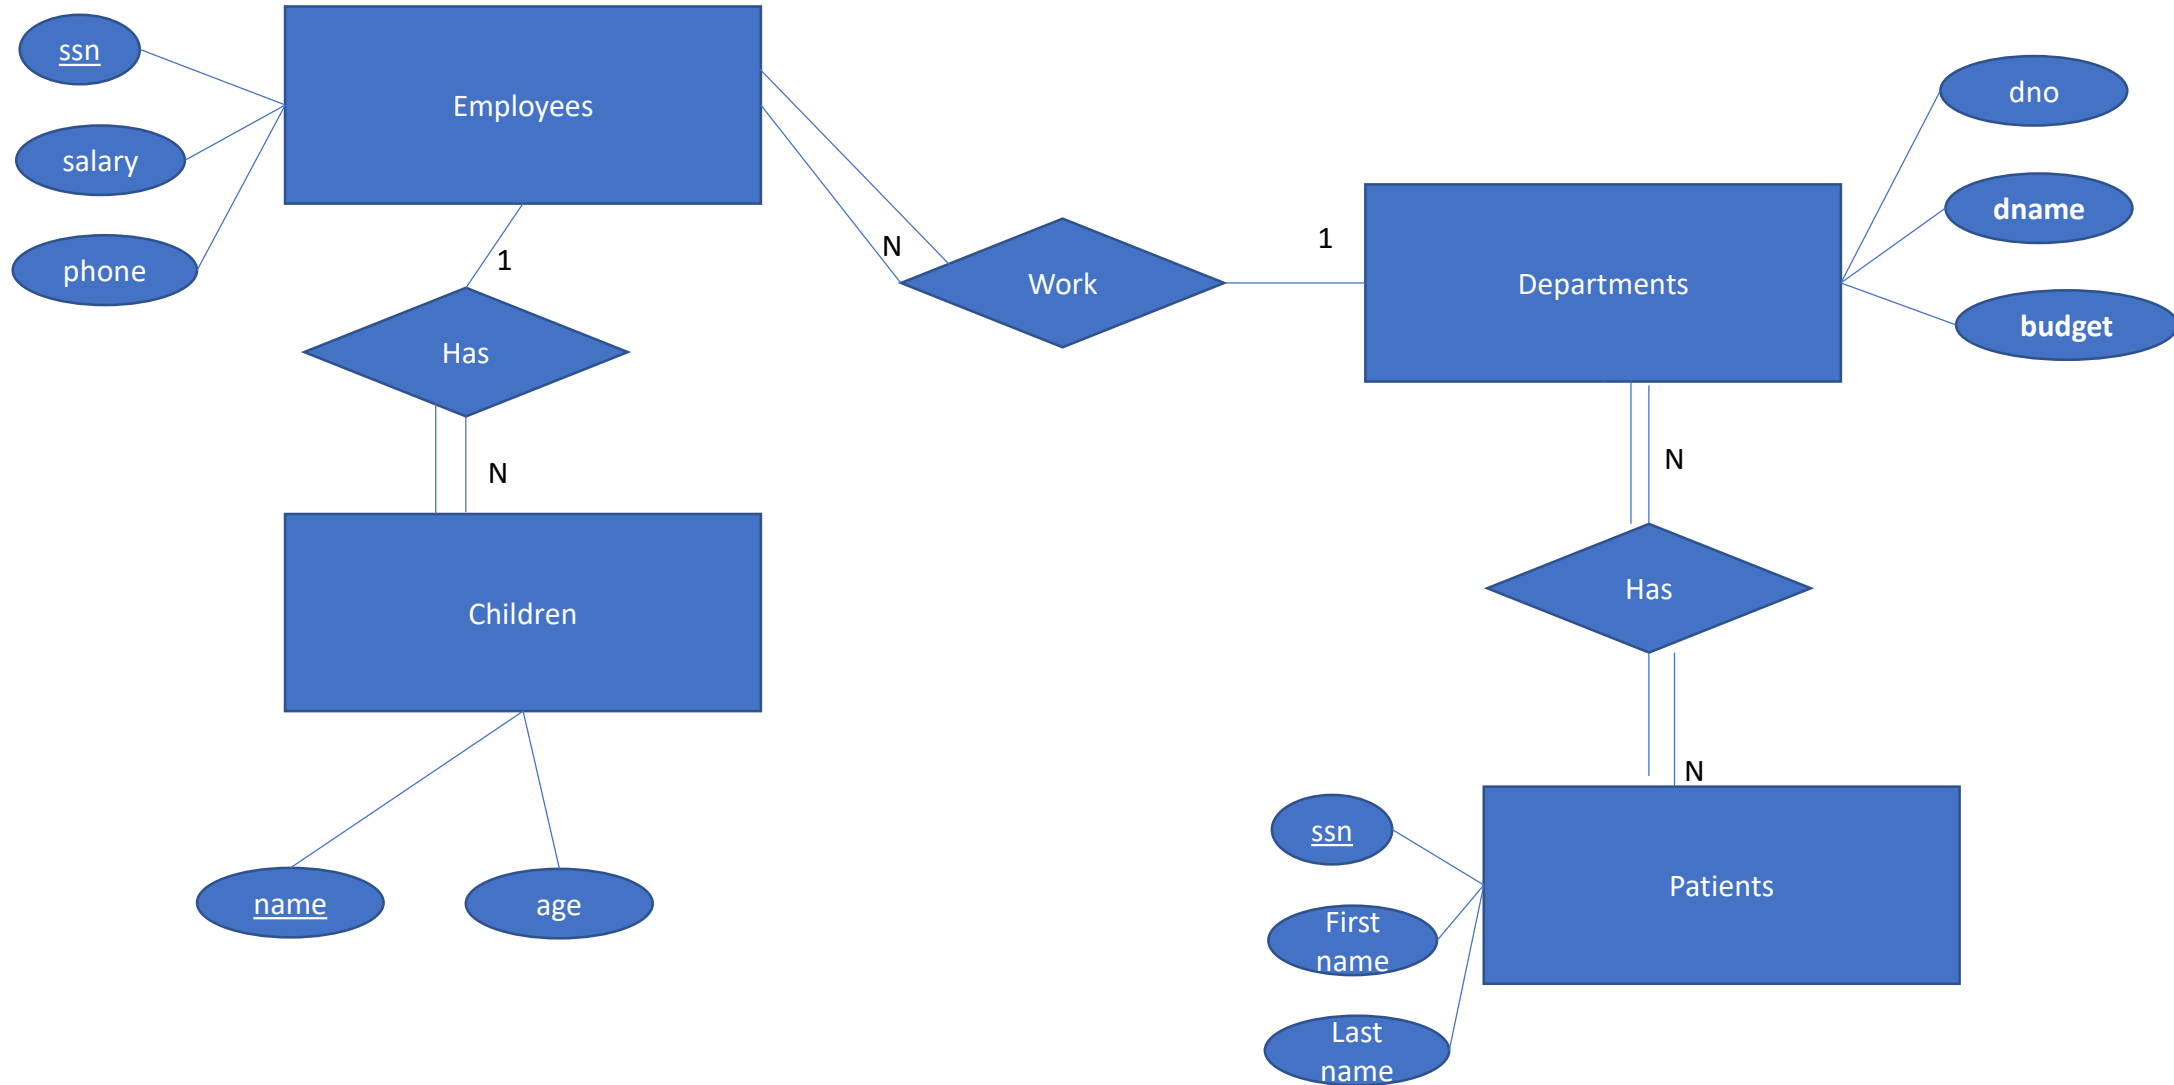 ssn
Employees
dno
salary
dname
phone
N
1
Work
Departments
1
budget
Has
N
N
Has
Children
N
ssn
Patients
name
age
First
name
Last
name